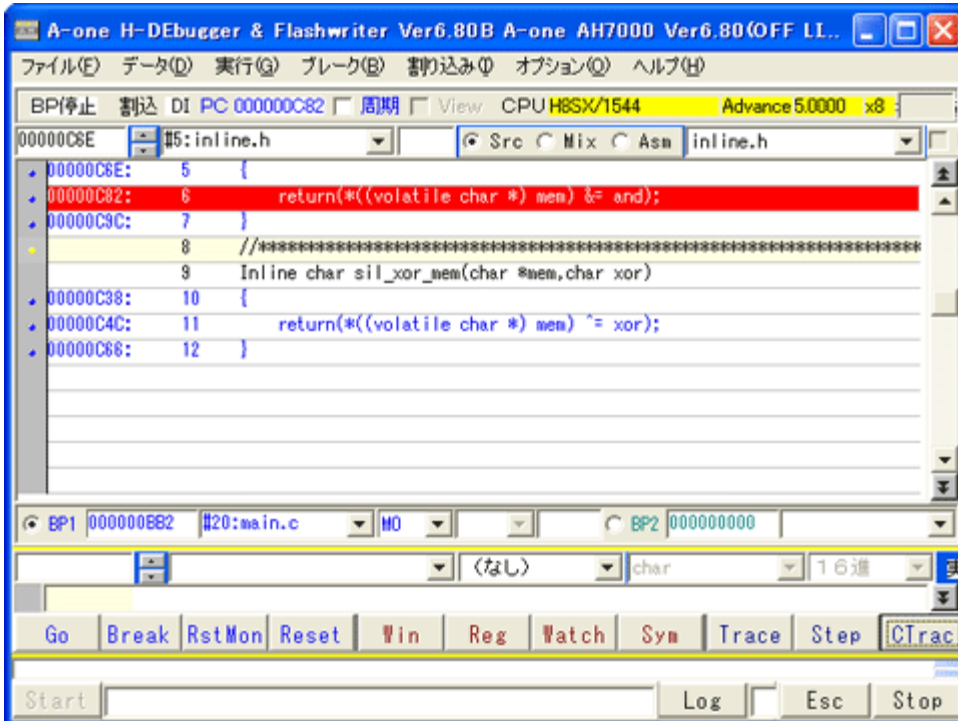 A-one H-DEbugger & Flashwriter Ver6.80B A-one AH7000 Ver6.80(OFF LI..
ファイル(F) データ(D) 実行(G) ブレーク(B) 割り込み(I) オプション(O) ヘルプ(H)
BP停止 割込 DI PC 000000C82 周期 View CPU H8SX/1544 Advance 5.0000 x8 :
00000C6E #5:inline.h Src Mix Asm inline.h
00000C6E: 5 {
00000C82: 6 return(*((volatile char *) mem) &= and);
00000C9C: 7 }
8 //*******************************************************************
9 Inline char sil_xor_mem(char *mem,char xor)
00000C38: 10 {
00000C4C: 11 return(*((volatile char *) mem) ^= xor);
00000C66: 12 }
BP1 000000BB2 #20:main.c MO BP2 000000000
(なし) char 16進 更
Go Break RstMon Reset Win Reg Watch Sym Trace Step CTrac
Start Log Esc Stop